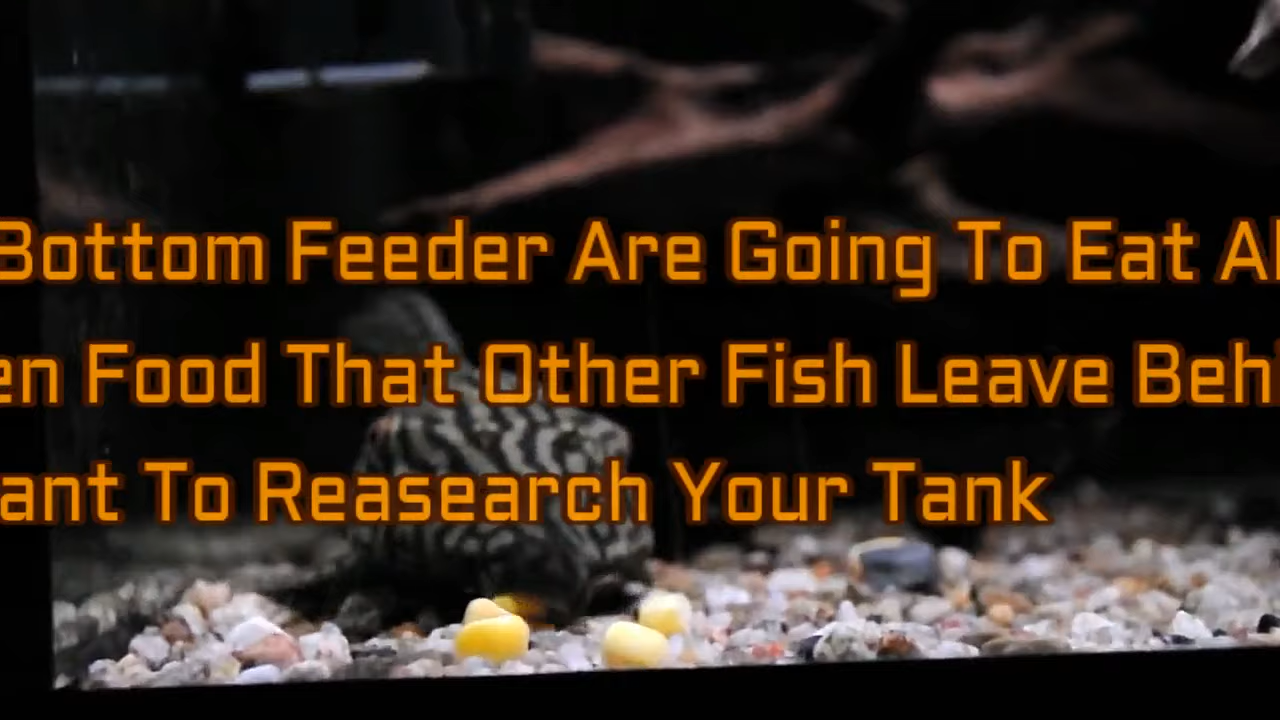 Bottom Feeder Are Going To Eat
Food That Other Fish Leave
To Reasearch Your Tank